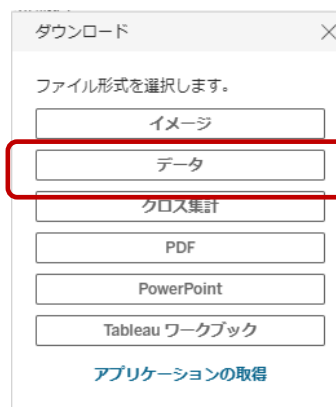 ダウンロード
ファイル形式を選択します。
イメージ
データ
クロス集計
PDF
PowerPoint
Tableau ワークブック
アプリケーションの取得